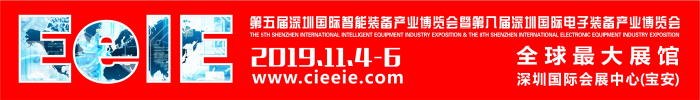 EeIE
第五届深圳国际智能装备产业博览会暨第八届深圳国际电子装备产业博览会
THE 5TH SHENZHEN INTERNATIONAL INTELLIGENT EQUIPMENT INDUSTRY EXPOSITION & THE 8TH SHENZHEN INTERNATIONAL ELECTRONIC EQUIPMENT INDUSTRY EXPOSITION
2019.11.4-6
www.cieeie.com
全球最大展馆
深圳国际会展中心(宝安)